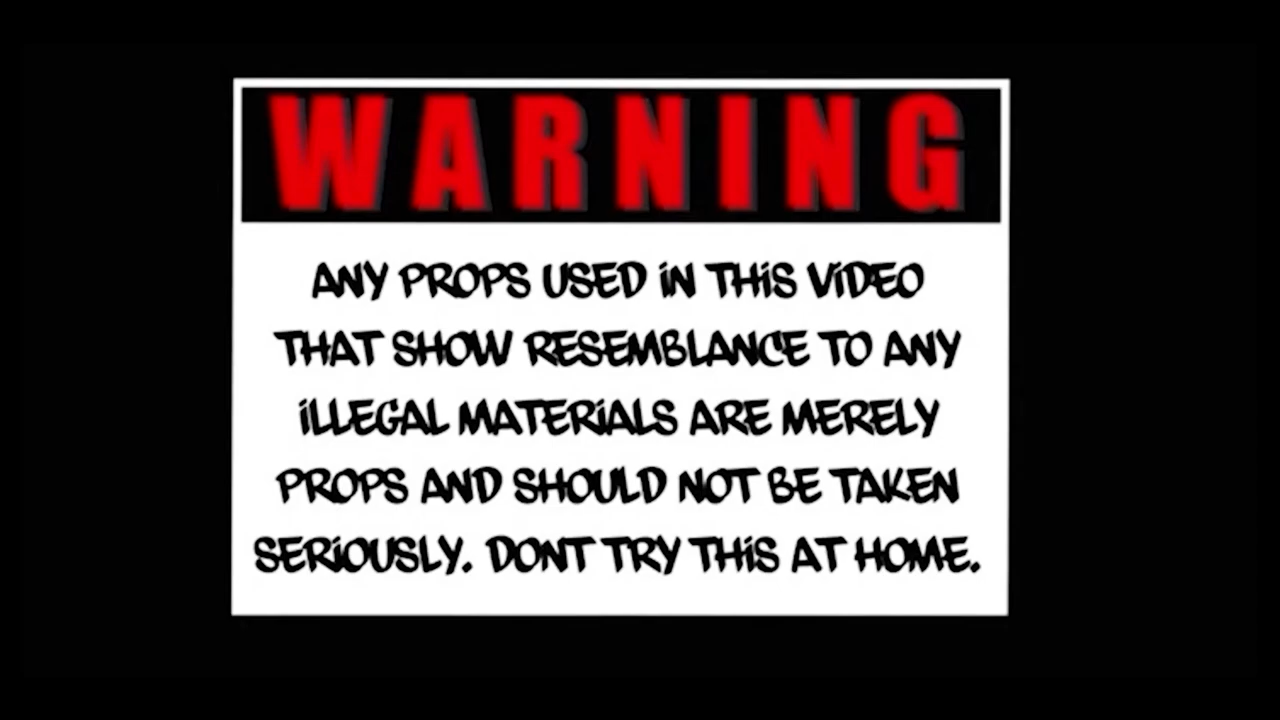 WARNING
ANY PROPS USED iN THiS ViDEO
THAT SHOW RESEMBLANCE TO ANY
iLLEGAL MATERiALS ARE MERELY
PROPS AND SHOULD NOT BE TAKEN
SERiOUSLY. DONT TRY THiS AT HOME.